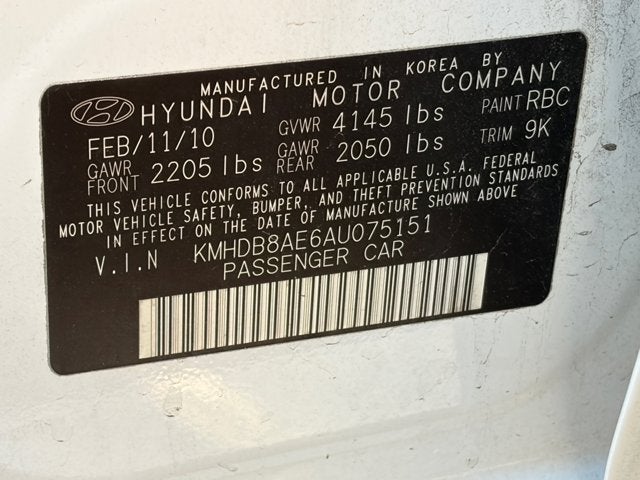 MANUFACTURED IN KOREA BY
HYUNDAI MOTOR COMPANY
FEB/11/10 GVWR 4145 lbs PAINT RBC
GAWR FRONT 2205 lbs GAWR REAR 2050 lbs TRIM 9K
THIS VEHICLE CONFORMS TO ALL APPLICABLE U.S.A. FEDERAL
MOTOR VEHICLE SAFETY, BUMPER, AND THEFT PREVENTION STANDARDS
IN EFFECT ON THE DATE OF MANUFACTURE SHOWN ABOVE
V.I.N KMHDB8AE6AU075151
PASSENGER CAR